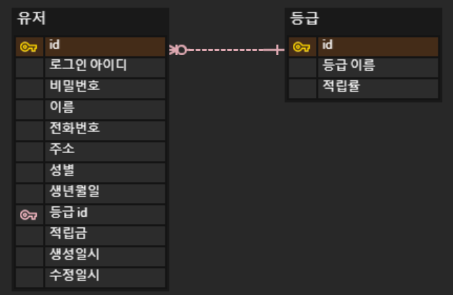 유저
id
로그인 아이디
비밀번호
이름
전화번호
주소
성별
생년월일
등급 id
적립금
생성일시
수정일시
등급
id
등급 이름
적립률